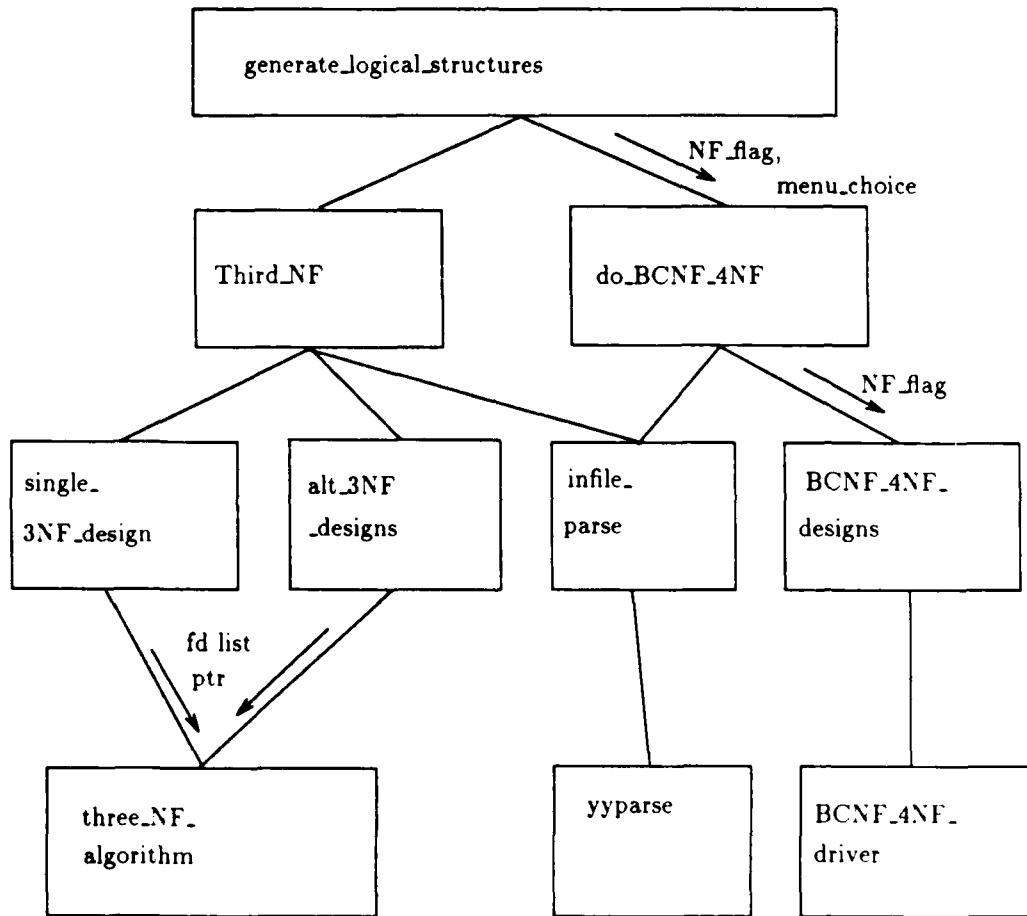 generate_logical_structures
NF_flag,
menu_choice
Third_NF
do_BCNF_4NF
NF_flag
single_
3NF_design
alt_3NF
_designs
infile_
parse
BCNF_4NF_
designs
fd list
ptr
three_NF_
algorithm
yyparse
BCNF_4NF_
driver